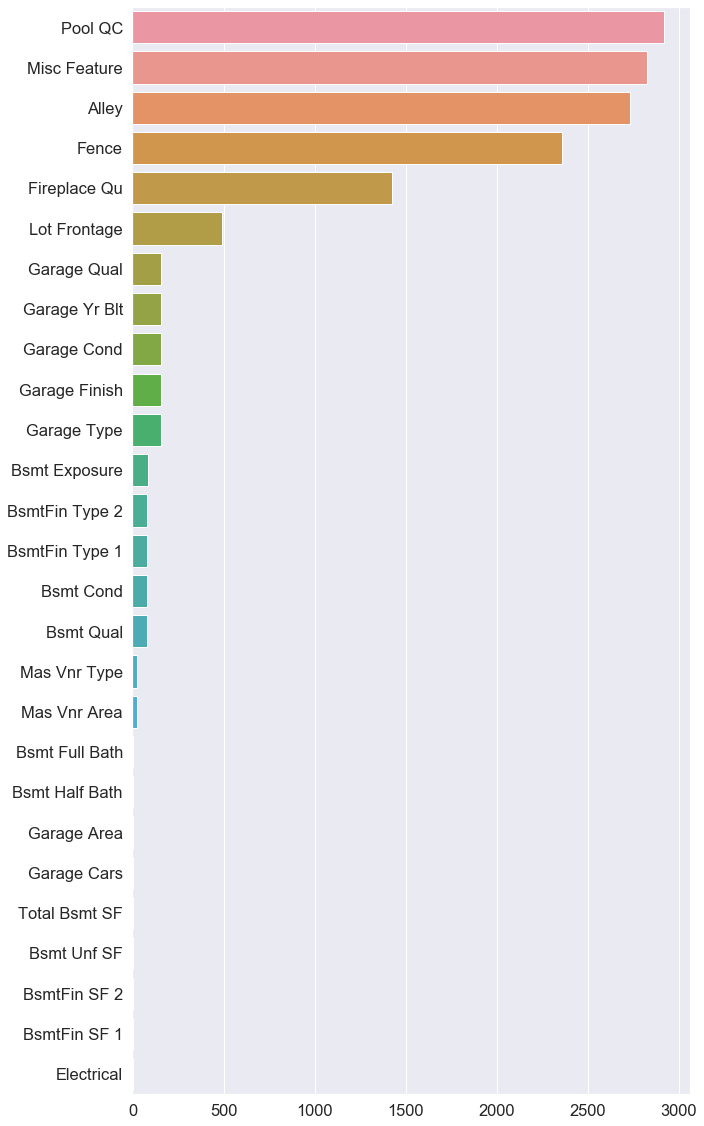 Pool QC
Misc Feature
Alley
Fence
Fireplace Qu
Lot Frontage
Garage Qual
Garage Yr Blt
Garage Cond
Garage Finish
Garage Type
Bsmt Exposure
BsmtFin Type 2
BsmtFin Type 1
Bsmt Cond
Bsmt Qual
Mas Vnr Type
Mas Vnr Area
Bsmt Full Bath
Bsmt Half Bath
Garage Area
Garage Cars
Total Bsmt SF
Bsmt Unf SF
BsmtFin SF 2
BsmtFin SF 1
Electrical
0 500 1000 1500 2000 2500 3000